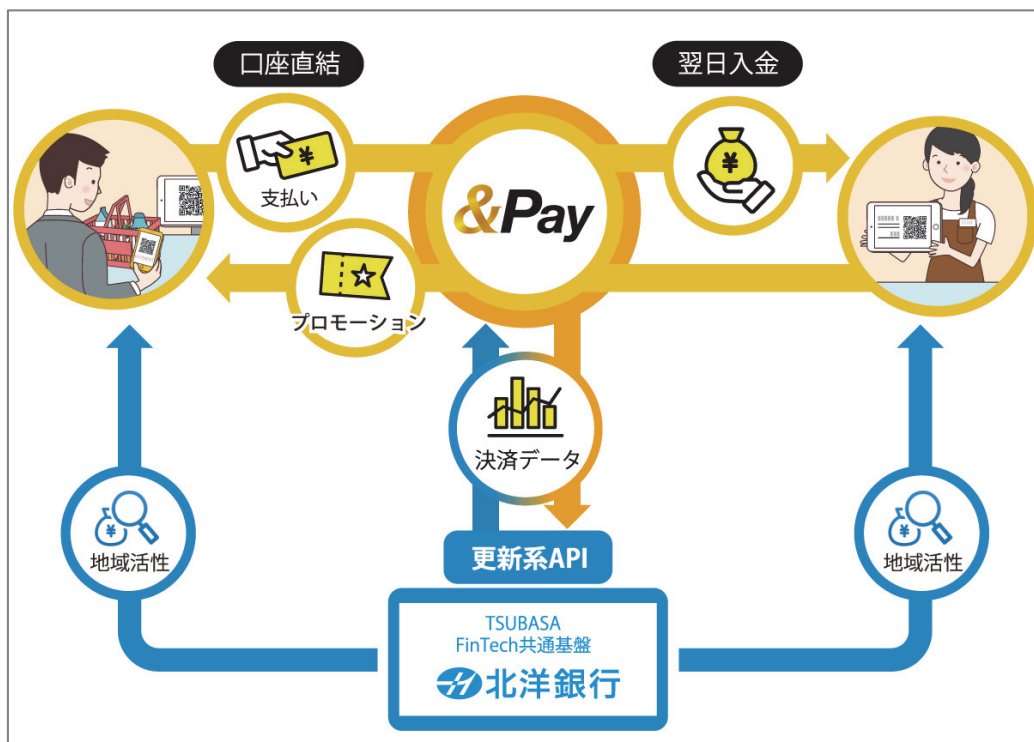 口座直結
翌日入金
¥
支払い
&Pay
¥
プロモーション
決済データ
¥
地域活性
¥
地域活性
更新系API
TSUBASA
FinTech共通基盤
北洋銀行